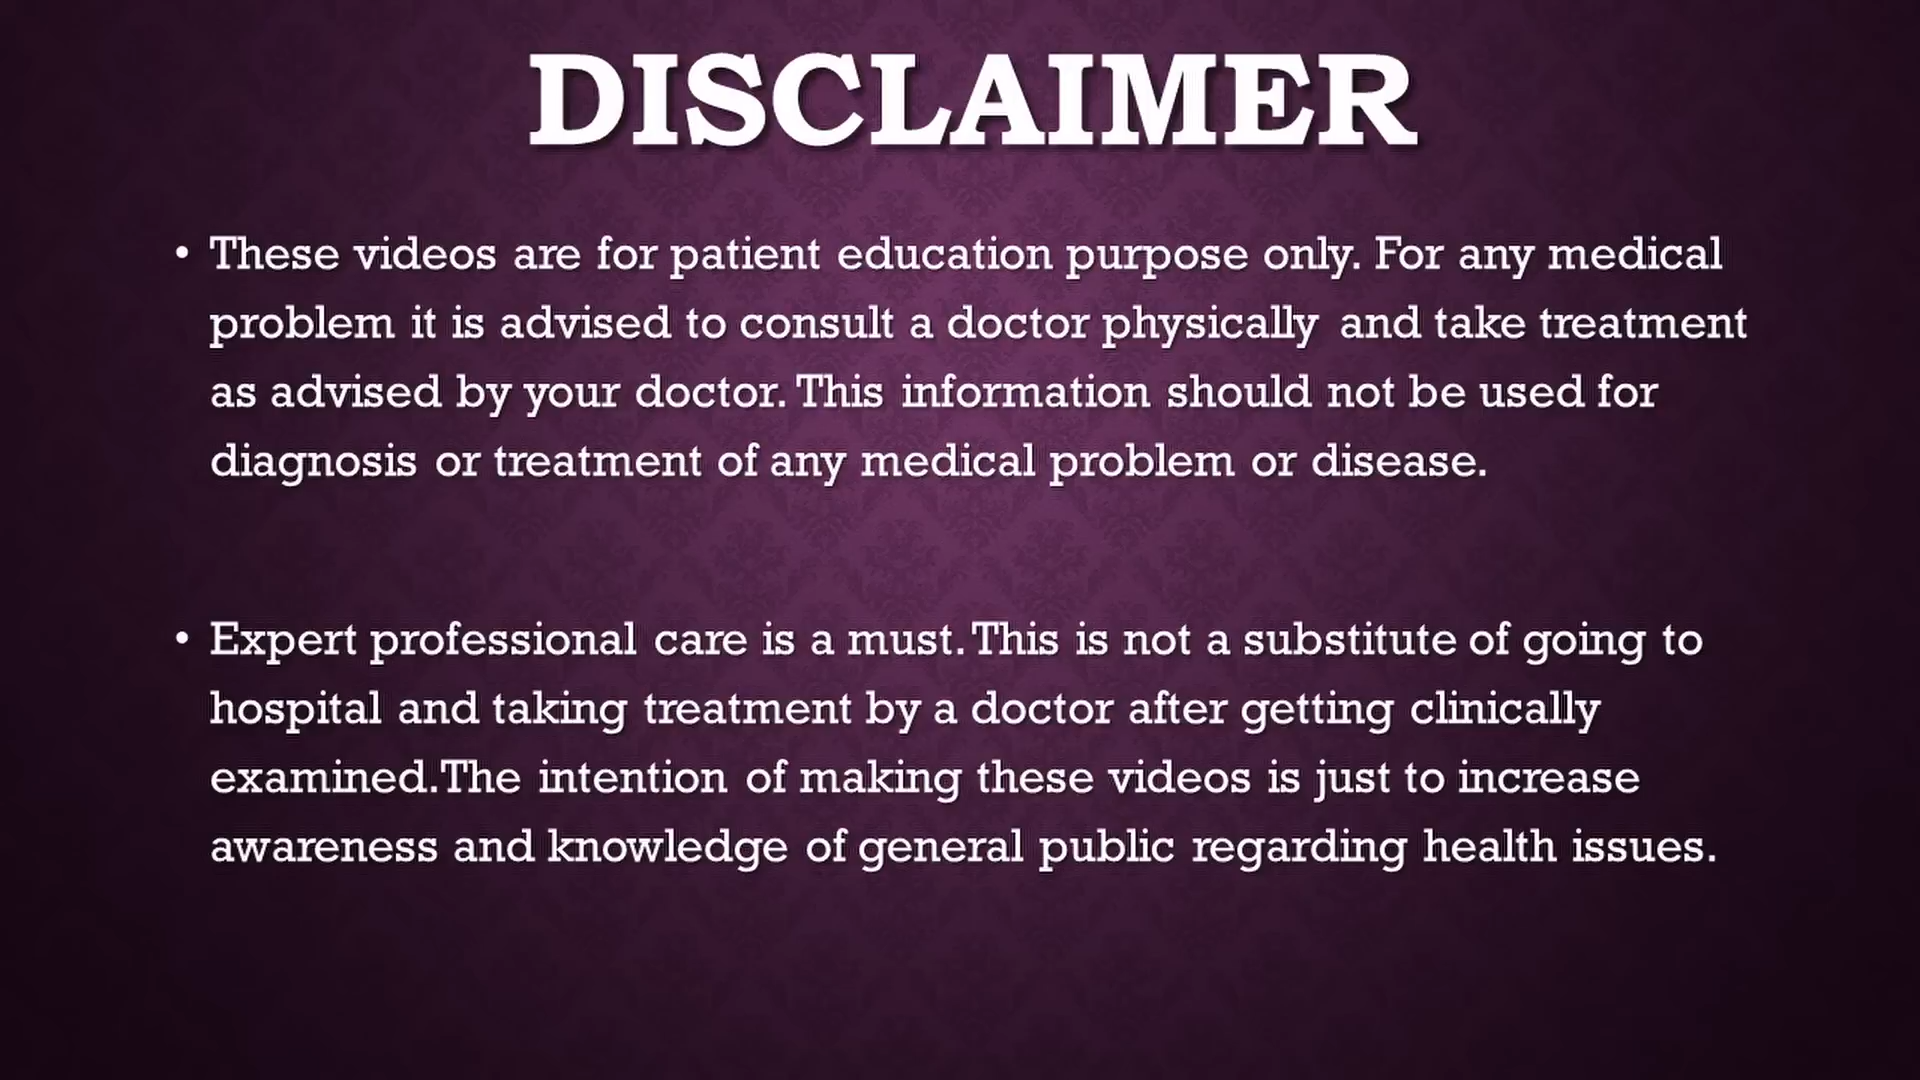 DISCLAIMER
• These videos are for patient education purpose only. For any medical
problem it is advised to consult a doctor physically and take treatment
as advised by your doctor. This information should not be used for
diagnosis or treatment of any medical problem or disease.
• Expert professional care is a must. This is not a substitute of going to
hospital and taking treatment by a doctor after getting clinically
examined.The intention of making these videos is just to increase
awareness and knowledge of general public regarding health issues.